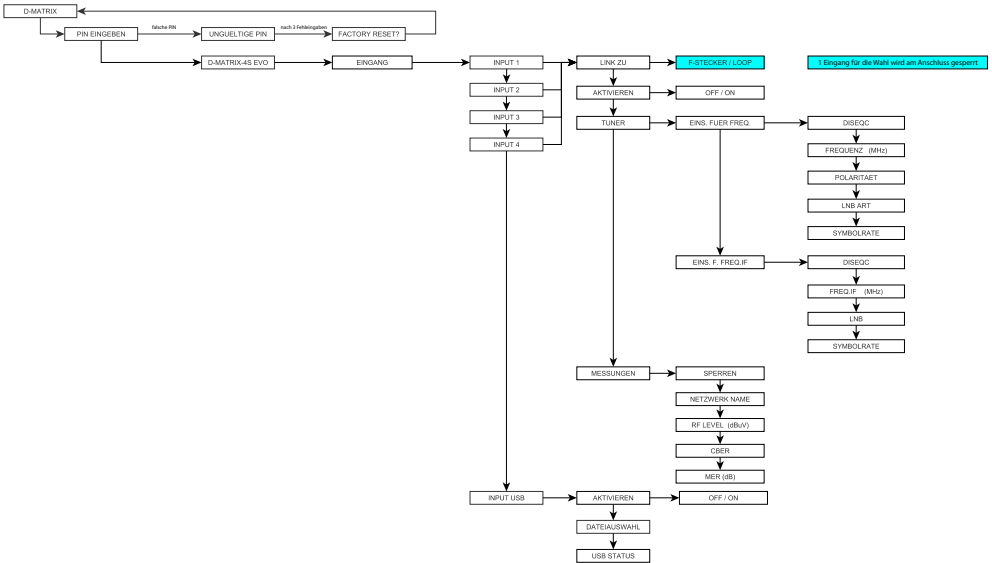 D-MATRIX
PIN EINGEBEN
falsche PIN
UNGUELTIGE PIN
nach 3 Fehleingaben
FACTORY RESET?
D-MATRIX-4S EVO
EINGANG
INPUT 1
LINK ZU
F-STECKER / LOOP
1 Eingang für die Wahl wird am Anschluss gesperrt
INPUT 2
AKTIVIEREN
OFF / ON
INPUT 3
TUNER
EINS. FUER FREQ.
DISEQC
INPUT 4
FREQUENZ (MHz)
POLARITAET
LNB ART
SYMBOLRATE
EINS. F. FREQ.IF
DISEQC
FREQ.IF (MHz)
LNB
SYMBOLRATE
MESSUNGEN
SPERREN
NETZWERK NAME
RF LEVEL (dBuV)
CBER
MER (dB)
INPUT USB
AKTIVIEREN
OFF / ON
DATEIAUSWAHL
USB STATUS